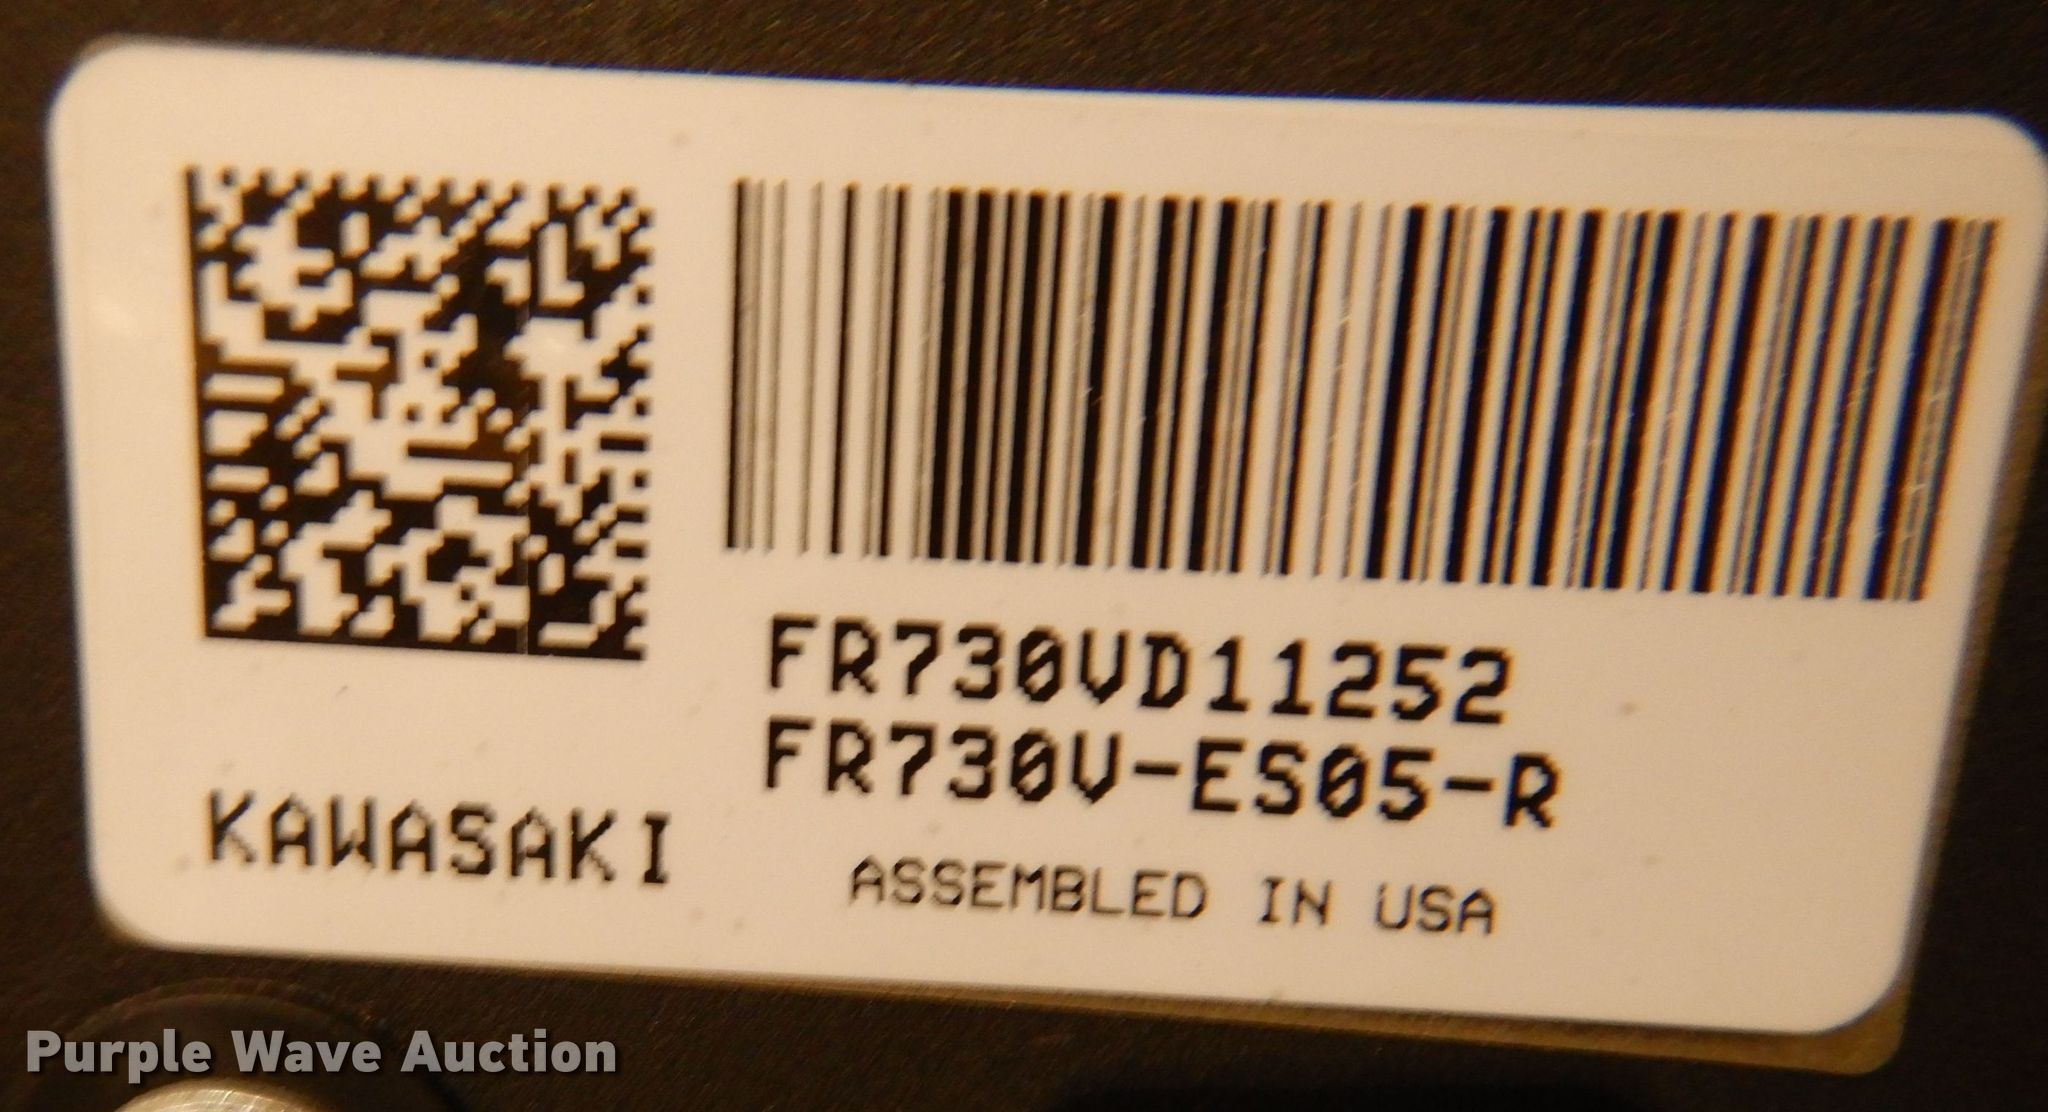 FR730VD11252
FR730V-ES05-R
KAWASAKI
ASSEMBLED IN USA
Purple Wave Auction